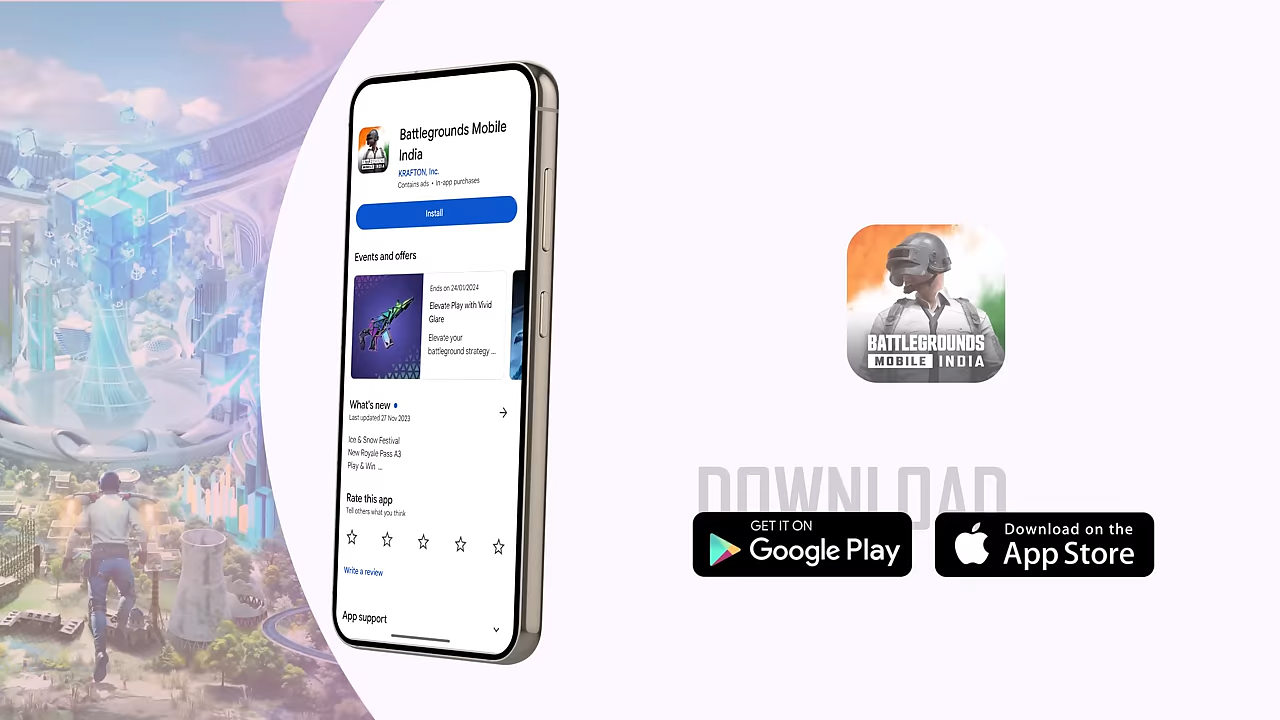 Battlegrounds Mobile
India
KRAFTON, Inc.
Contains ads • In-app purchases
Install
Events and offers
Ends on 24/01/2024
Elevate Play with Vivid
Glare
Elevate your
battleground strategy ...
What's new
Last updated 27 Nov 2023
Ice & Snow Festival
New Royale Pass A3
Play & Win ...
Rate this app
Tell others what you think
Write a review
App support
BATTLEGROUNDS
MOBILE INDIA
DOWNLOAD
GET IT ON
Google Play
Download on the
App Store